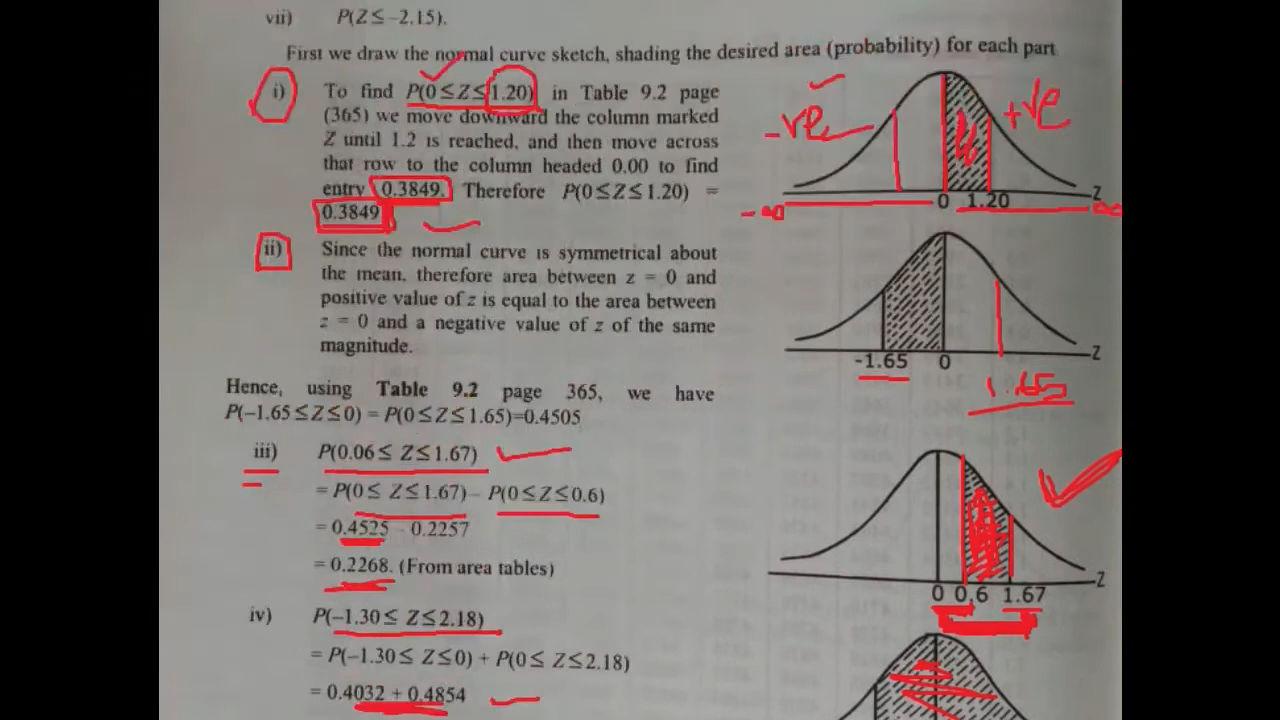 vii) P(Z≤−2.15).
First we draw the normal curve sketch, shading the desired area (probability) for each part
i) To find P(0≤Z≤1.20) in Table 9.2 page
(365) we move downward the column marked
Z until 1.2 is reached, and then move across
that row to the column headed 0.00 to find
entry 0.3849. Therefore P(0≤Z≤1.20) =
0.3849
-ve +ve
0 1.20 Z
-∞ ∞
ii) Since the normal curve is symmetrical about
the mean, therefore area between z = 0 and
positive value of z is equal to the area between
z = 0 and a negative value of z of the same
magnitude.
-1.65 0 Z
1.65
Hence, using Table 9.2 page 365, we have
P(−1.65≤Z≤0) = P(0≤Z≤1.65)=0.4505
iii) P(0.06≤ Z≤1.67)
= P(0≤ Z≤1.67)− P(0≤Z≤0.6)
= 0.4525 − 0.2257
= 0.2268. (From area tables)
0 0.6 1.67 Z
iv) P(−1.30≤ Z≤2.18)
= P(−1.30≤ Z≤0) + P(0≤ Z≤2.18)
= 0.4032 + 0.4854